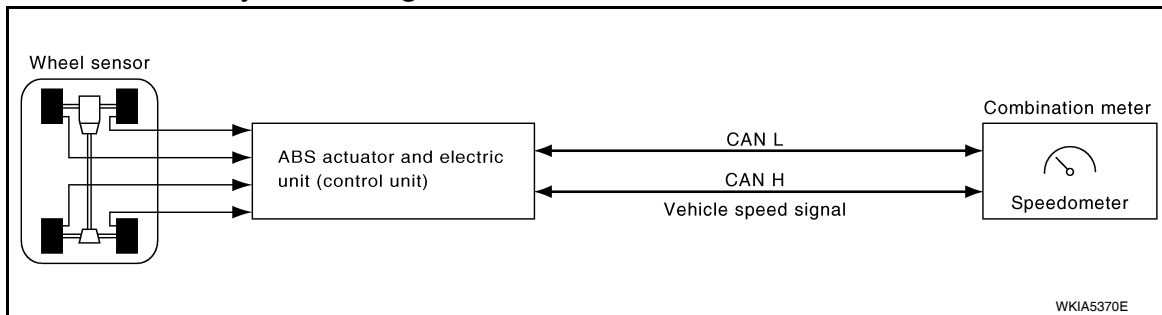 Wheel sensor
ABS actuator and electric
unit (control unit)
CAN L
CAN H
Vehicle speed signal
Combination meter
Speedometer
WKIA5370E